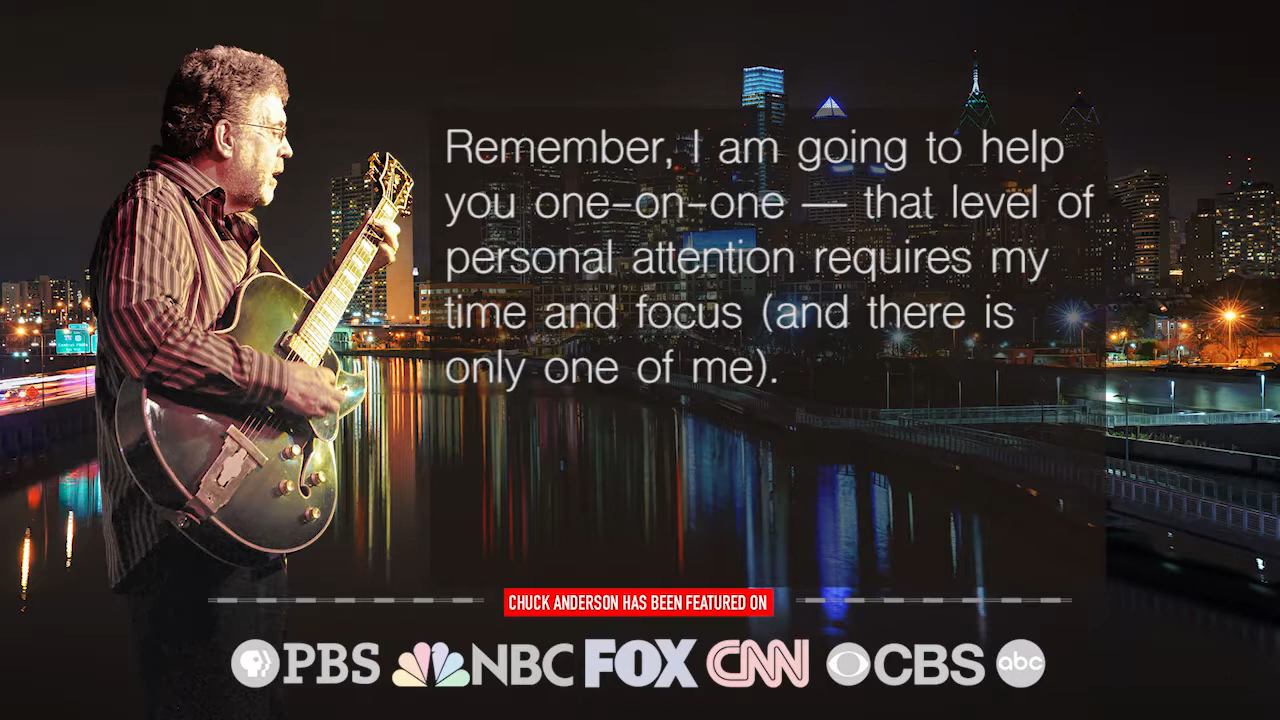 Remember, I am going to help
you one-on-one — that level of
personal attention requires my
time and focus (and there is
only one of me).
CHUCK ANDERSON HAS BEEN FEATURED ON
PBS NBC FOX CNN CBS abc